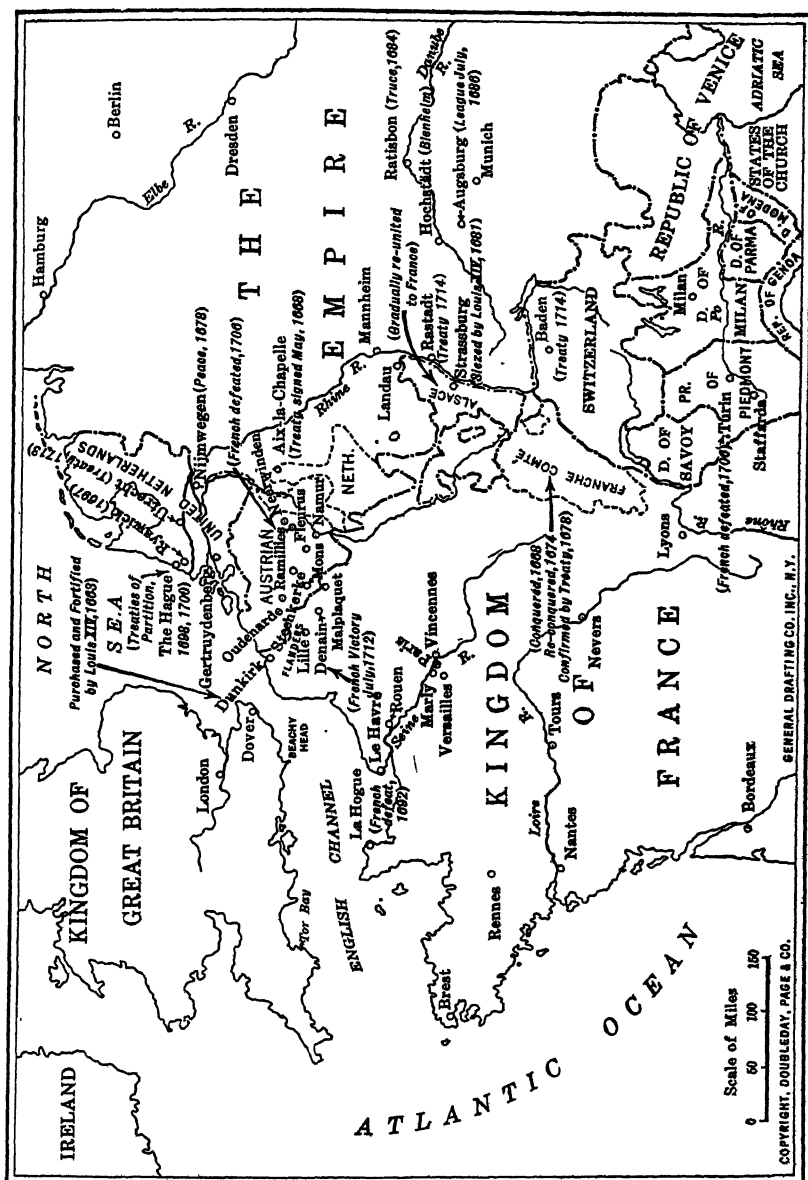 IRELAND
KINGDOM OF
GREAT BRITAIN
London
Dover
BEACHY
HEAD
Tor Bay
ENGLISH
CHANNEL
NORTH
SEA
Purchased and Fortified
by Louis XIV, 1663)
(Treaties of
Partition,
The Hague
1698, 1700)
Ryswick (1697)
Utrecht (Treaty, 1713)
UNITED NETHERLANDS
Nijmwegen (Peace, 1678)
(French defeated, 1706)
Gertruydenberg
Dunkirk
Oudenarde
Steenkerke
FLANDERS
Lille
Denain
Malplaquet
(French Victory
July, 1712)
AUSTRIAN
NETH.
Ramillies
Neerwinden
Fleurus
Namur
Mons
Aix-la-Chapelle
(Treaty, signed May, 1668)
Hamburg
Berlin
Elbe
R.
Dresden
THE
EMPIRE
Rhine R.
Mannheim
Landau
(Gradually re-united
to France)
Rastadt
(Treaty 1714)
Strassburg
(Siezed by Louis XIV, 1681)
ALSACE
Ratisbon (Truce, 1684)
Hochstädt (Blenheim)
Danube
R.
Augsburg (League July,
1686)
Munich
Baden
(Treaty 1714)
SWITZERLAND
FRANCHE COMTÉ
(Conquered, 1668
Re-conquered, 1674
Confirmed by Treaty, 1678)
La Hogue
(French
defeat,
1692)
Le Havre
Rouen
Seine
R.
Paris
Marly
Vincennes
Versailles
KINGDOM
OF
FRANCE
Brest
Rennes
Nantes
Loire
R.
Tours
Nevers
Bordeaux
Lyons
Rhône
R.
D. OF
SAVOY
PR.
OF
PIEDMONT
Turin
(French defeated, 1706)
Staffarda
Milan
D. OF
MILAN
Po
R.
D. OF
PARMA
D. OF
MODENA
REP. OF GENOA
REPUBLIC OF VENICE
STATES
OF THE
CHURCH
ADRIATIC
SEA
ATLANTIC OCEAN
Scale of Miles
0 50 100 150
COPYRIGHT, DOUBLEDAY, PAGE & CO.
GENERAL DRAFTING CO. INC., N.Y.